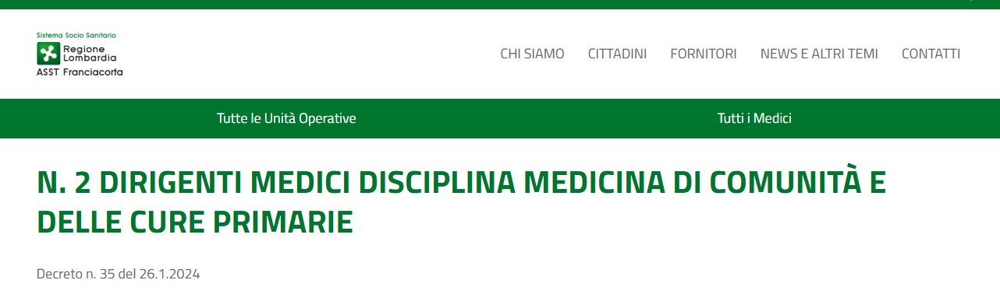 Sistema Socio Sanitario
Regione
Lombardia
ASST Franciacorta
CHI SIAMO CITTADINI FORNITORI NEWS E ALTRI TEMI CONTATTI
Tutte le Unità Operative Tutti i Medici
N. 2 DIRIGENTI MEDICI DISCIPLINA MEDICINA DI COMUNITÀ E
DELLE CURE PRIMARIE
Decreto n. 35 del 26.1.2024